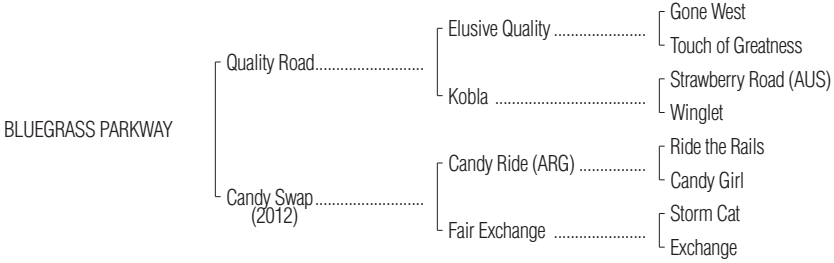 Gone West
Elusive Quality ......................
Touch of Greatness
Quality Road..........................
Strawberry Road (AUS)
Kobla ....................................
Winglet
BLUEGRASS PARKWAY
Ride the Rails
Candy Ride (ARG) ................
Candy Girl
Candy Swap..........................
(2012)
Storm Cat
Fair Exchange ......................
Exchange